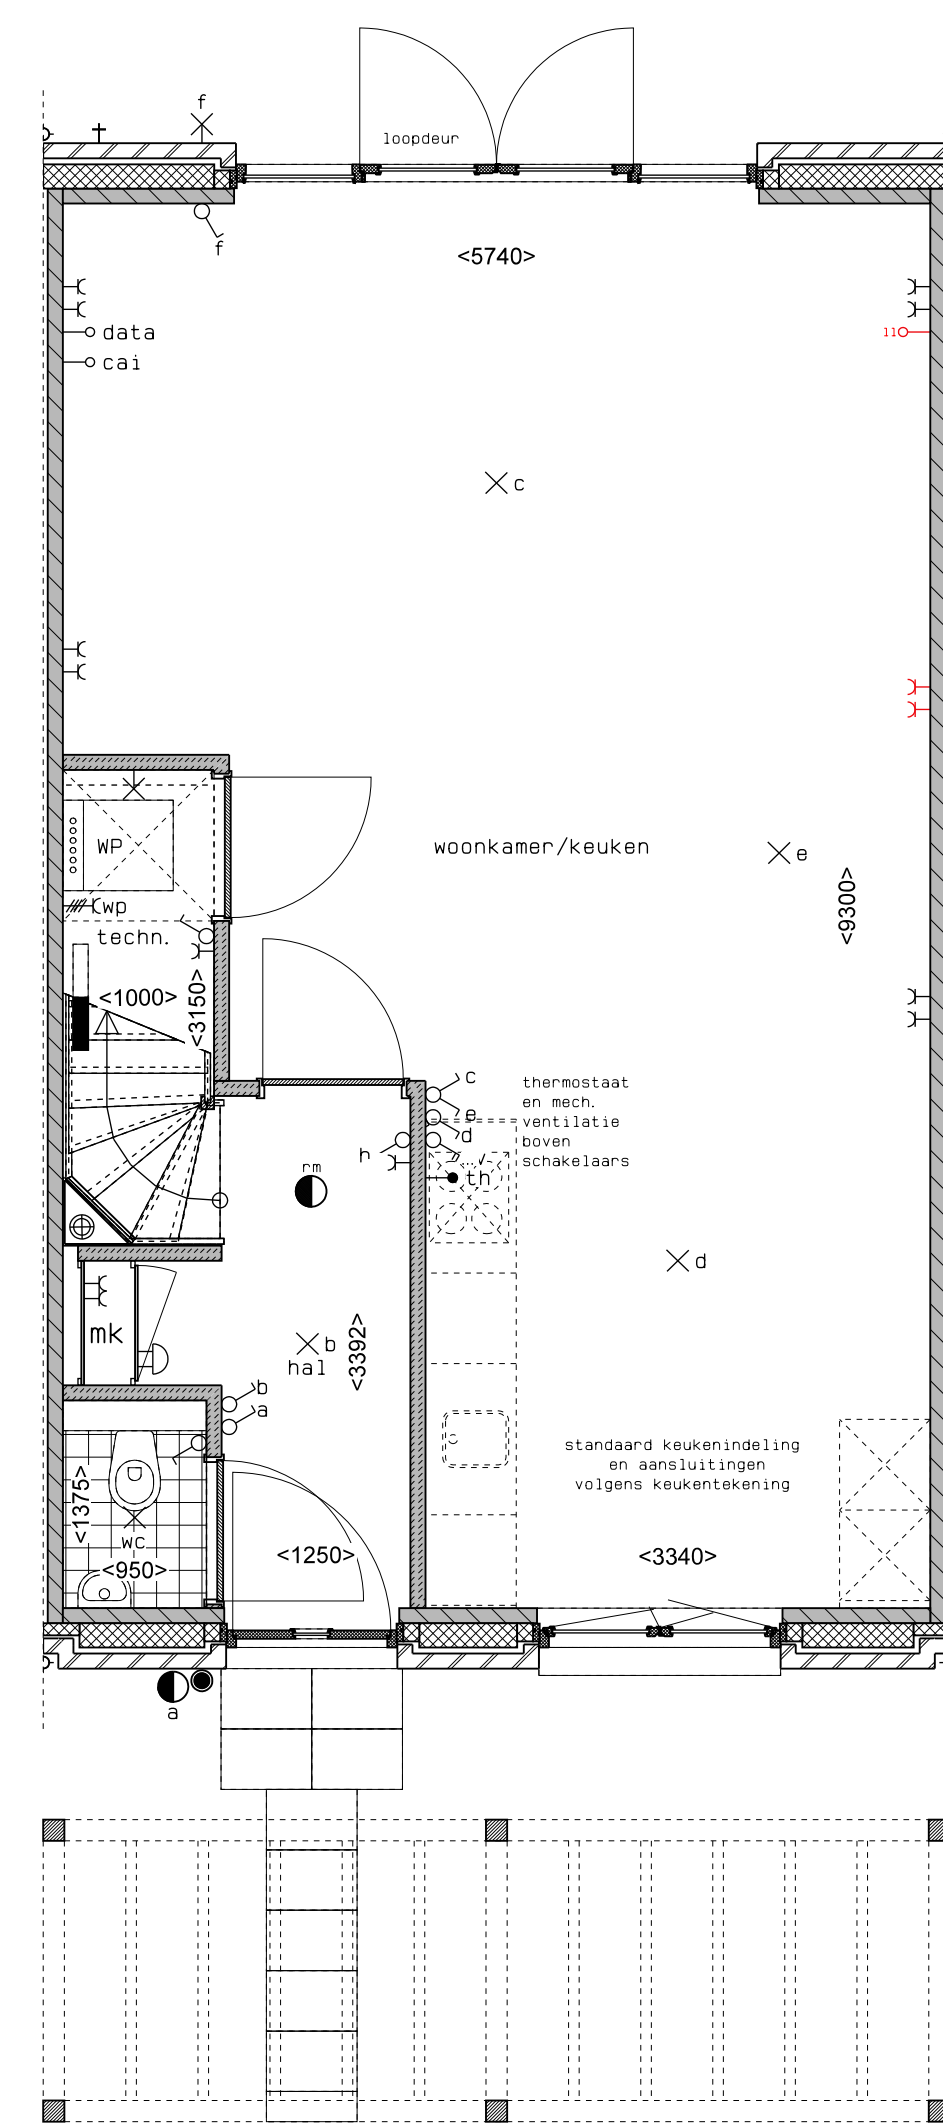 f
loopdeur
f
<5740>
data
cai
11
c
WP
woonkamer/keuken
e
wp
techn.
<9300>
<1000>
<3150>
c
e
d
h
thermostaat
en mech.
ventilatie
boven
schakelaars
rm
th
d
mk
b
hal
<3392>
b
a
standaard keukenindeling
en aansluitingen
volgens keukentekening
<1375>
wc
<950>
<1250>
<3340>
a